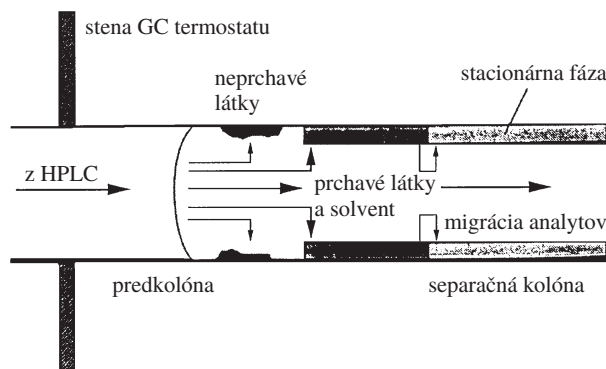 stena GC termostatu
neprchavé
látky
stacionárna fáza
z HPLC
prchavé látky
a solvent
migrácia analytov
predkolóna
separačná kolóna